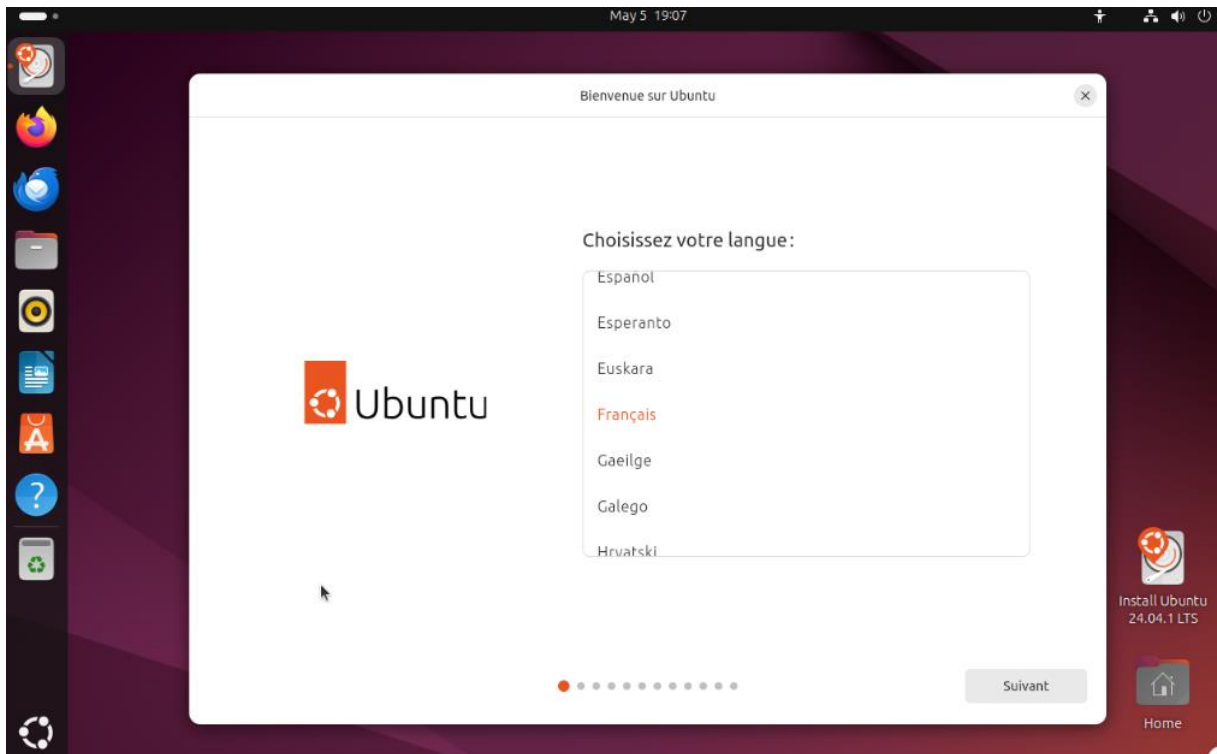 May 5 19:07
Bienvenue sur Ubuntu
Choisissez votre langue :
Español
Esperanto
Euskara
Français
Gaeilge
Galego
Hrvatski
Ubuntu
Suivant
Install Ubuntu
24.04.1 LTS
Home